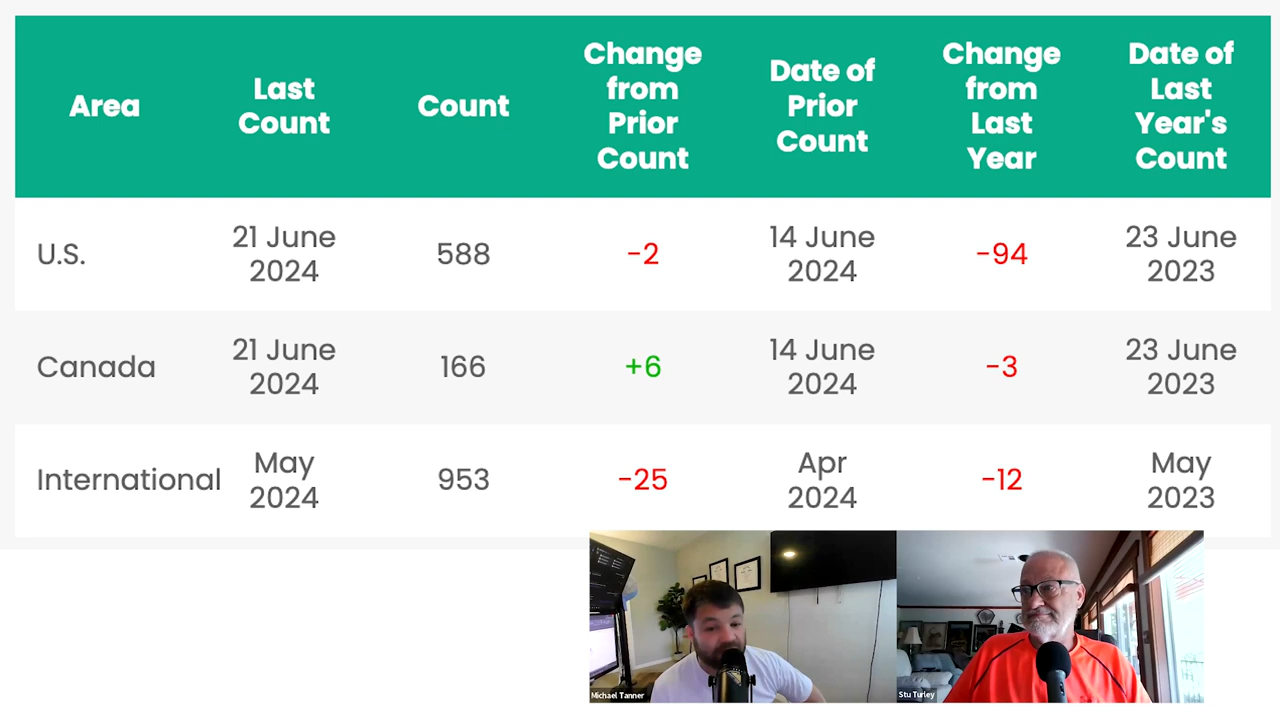 Area
Last
Count
Count
Change
from
Prior
Count
Date of
Prior
Count
Change
from
Last
Year
Date of
Last
Year's
Count
U.S.
21 June
2024
588
-2
14 June
2024
-94
23 June
2023
Canada
21 June
2024
166
+6
14 June
2024
-3
23 June
2023
International
May
2024
953
-25
Apr
2024
-12
May
2023
Michael Tanner
Stu Turley